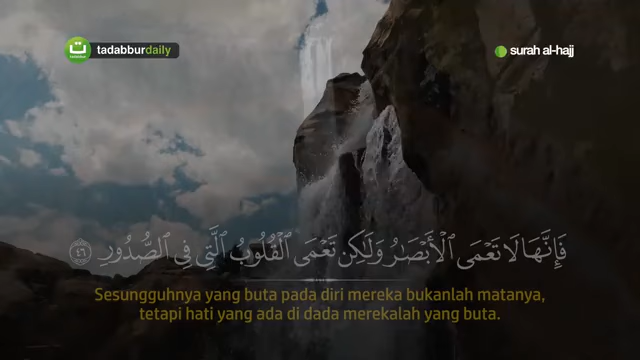 tadabburdaily
surah al-hajj
فَإِنَّهَا لَا تَعْمَى ٱلْأَبْصَـٰرُ وَلَـٰكِن تَعْمَى ٱلْقُلُوبُ ٱلَّتِى فِى ٱلصُّدُورِ ٤٦
Sesungguhnya yang buta pada diri mereka bukanlah matanya,
tetapi hati yang ada di dada merekalah yang buta.